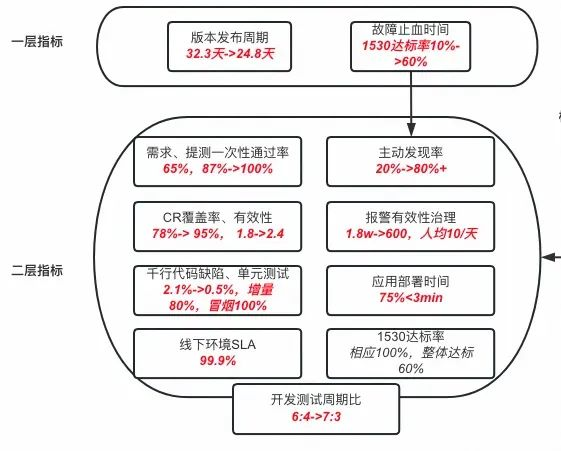 一层指标
版本发布周期
32.3天->24.8天
故障止血时间
1530达标率10%-
>60%
二层指标
需求、提测一次性通过率
65%，87%->100%
主动发现率
20%->80%+
CR覆盖率、有效性
78%-> 95%， 1.8->2.4
报警有效性治理
1.8w->600，人均10/天
千行代码缺陷、单元测试
2.1%->0.5%，增量
80%，冒烟100%
应用部署时间
75%<3min
线下环境SLA
99.9%
1530达标率
相应100%，整体达标
60%
开发测试周期比
6:4->7:3